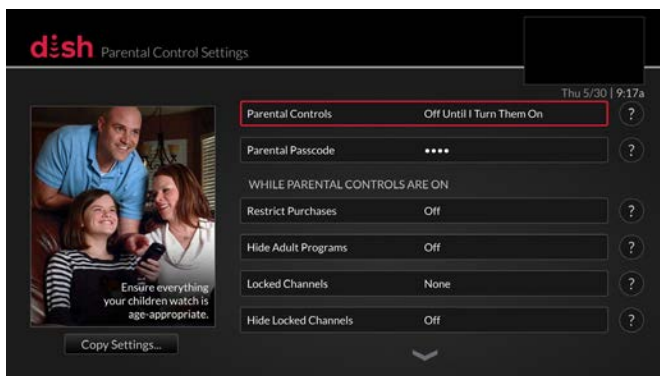 dish Parental Control Settings
Thu 5/30 | 9:17a
Parental Controls Off Until I Turn Them On ?
Parental Passcode •••• ?
WHILE PARENTAL CONTROLS ARE ON
Restrict Purchases Off ?
Hide Adult Programs Off ?
Locked Channels None ?
Hide Locked Channels Off ?
Ensure everything
your children watch is
age-appropriate.
Copy Settings...